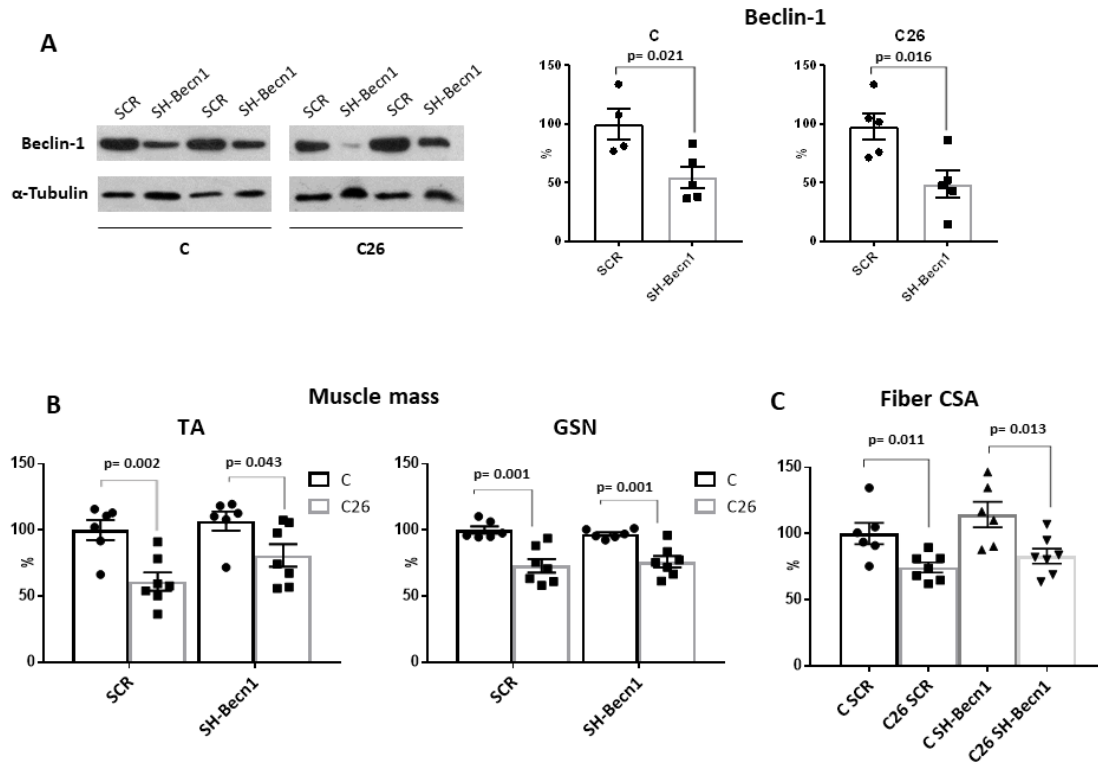 A
SCR
SH-Becn1
SCR
SH-Becn1
SCR
SH-Becn1
SCR
SH-Becn1
Beclin-1
α-Tubulin
C
C26
Beclin-1
C
p= 0.021
150
100
50
0
%
SCR
SH-Becn1
C26
p= 0.016
150
100
50
0
%
SCR
SH-Becn1
B
Muscle mass
TA
p= 0.002
p= 0.043
C
C26
150
100
50
0
%
SCR
SH-Becn1
GSN
p= 0.001
p= 0.001
C
C26
150
100
50
0
%
SCR
SH-Becn1
C
Fiber CSA
p= 0.011
p= 0.013
150
100
50
0
%
C SCR
C26 SCR
C SH-Becn1
C26 SH-Becn1